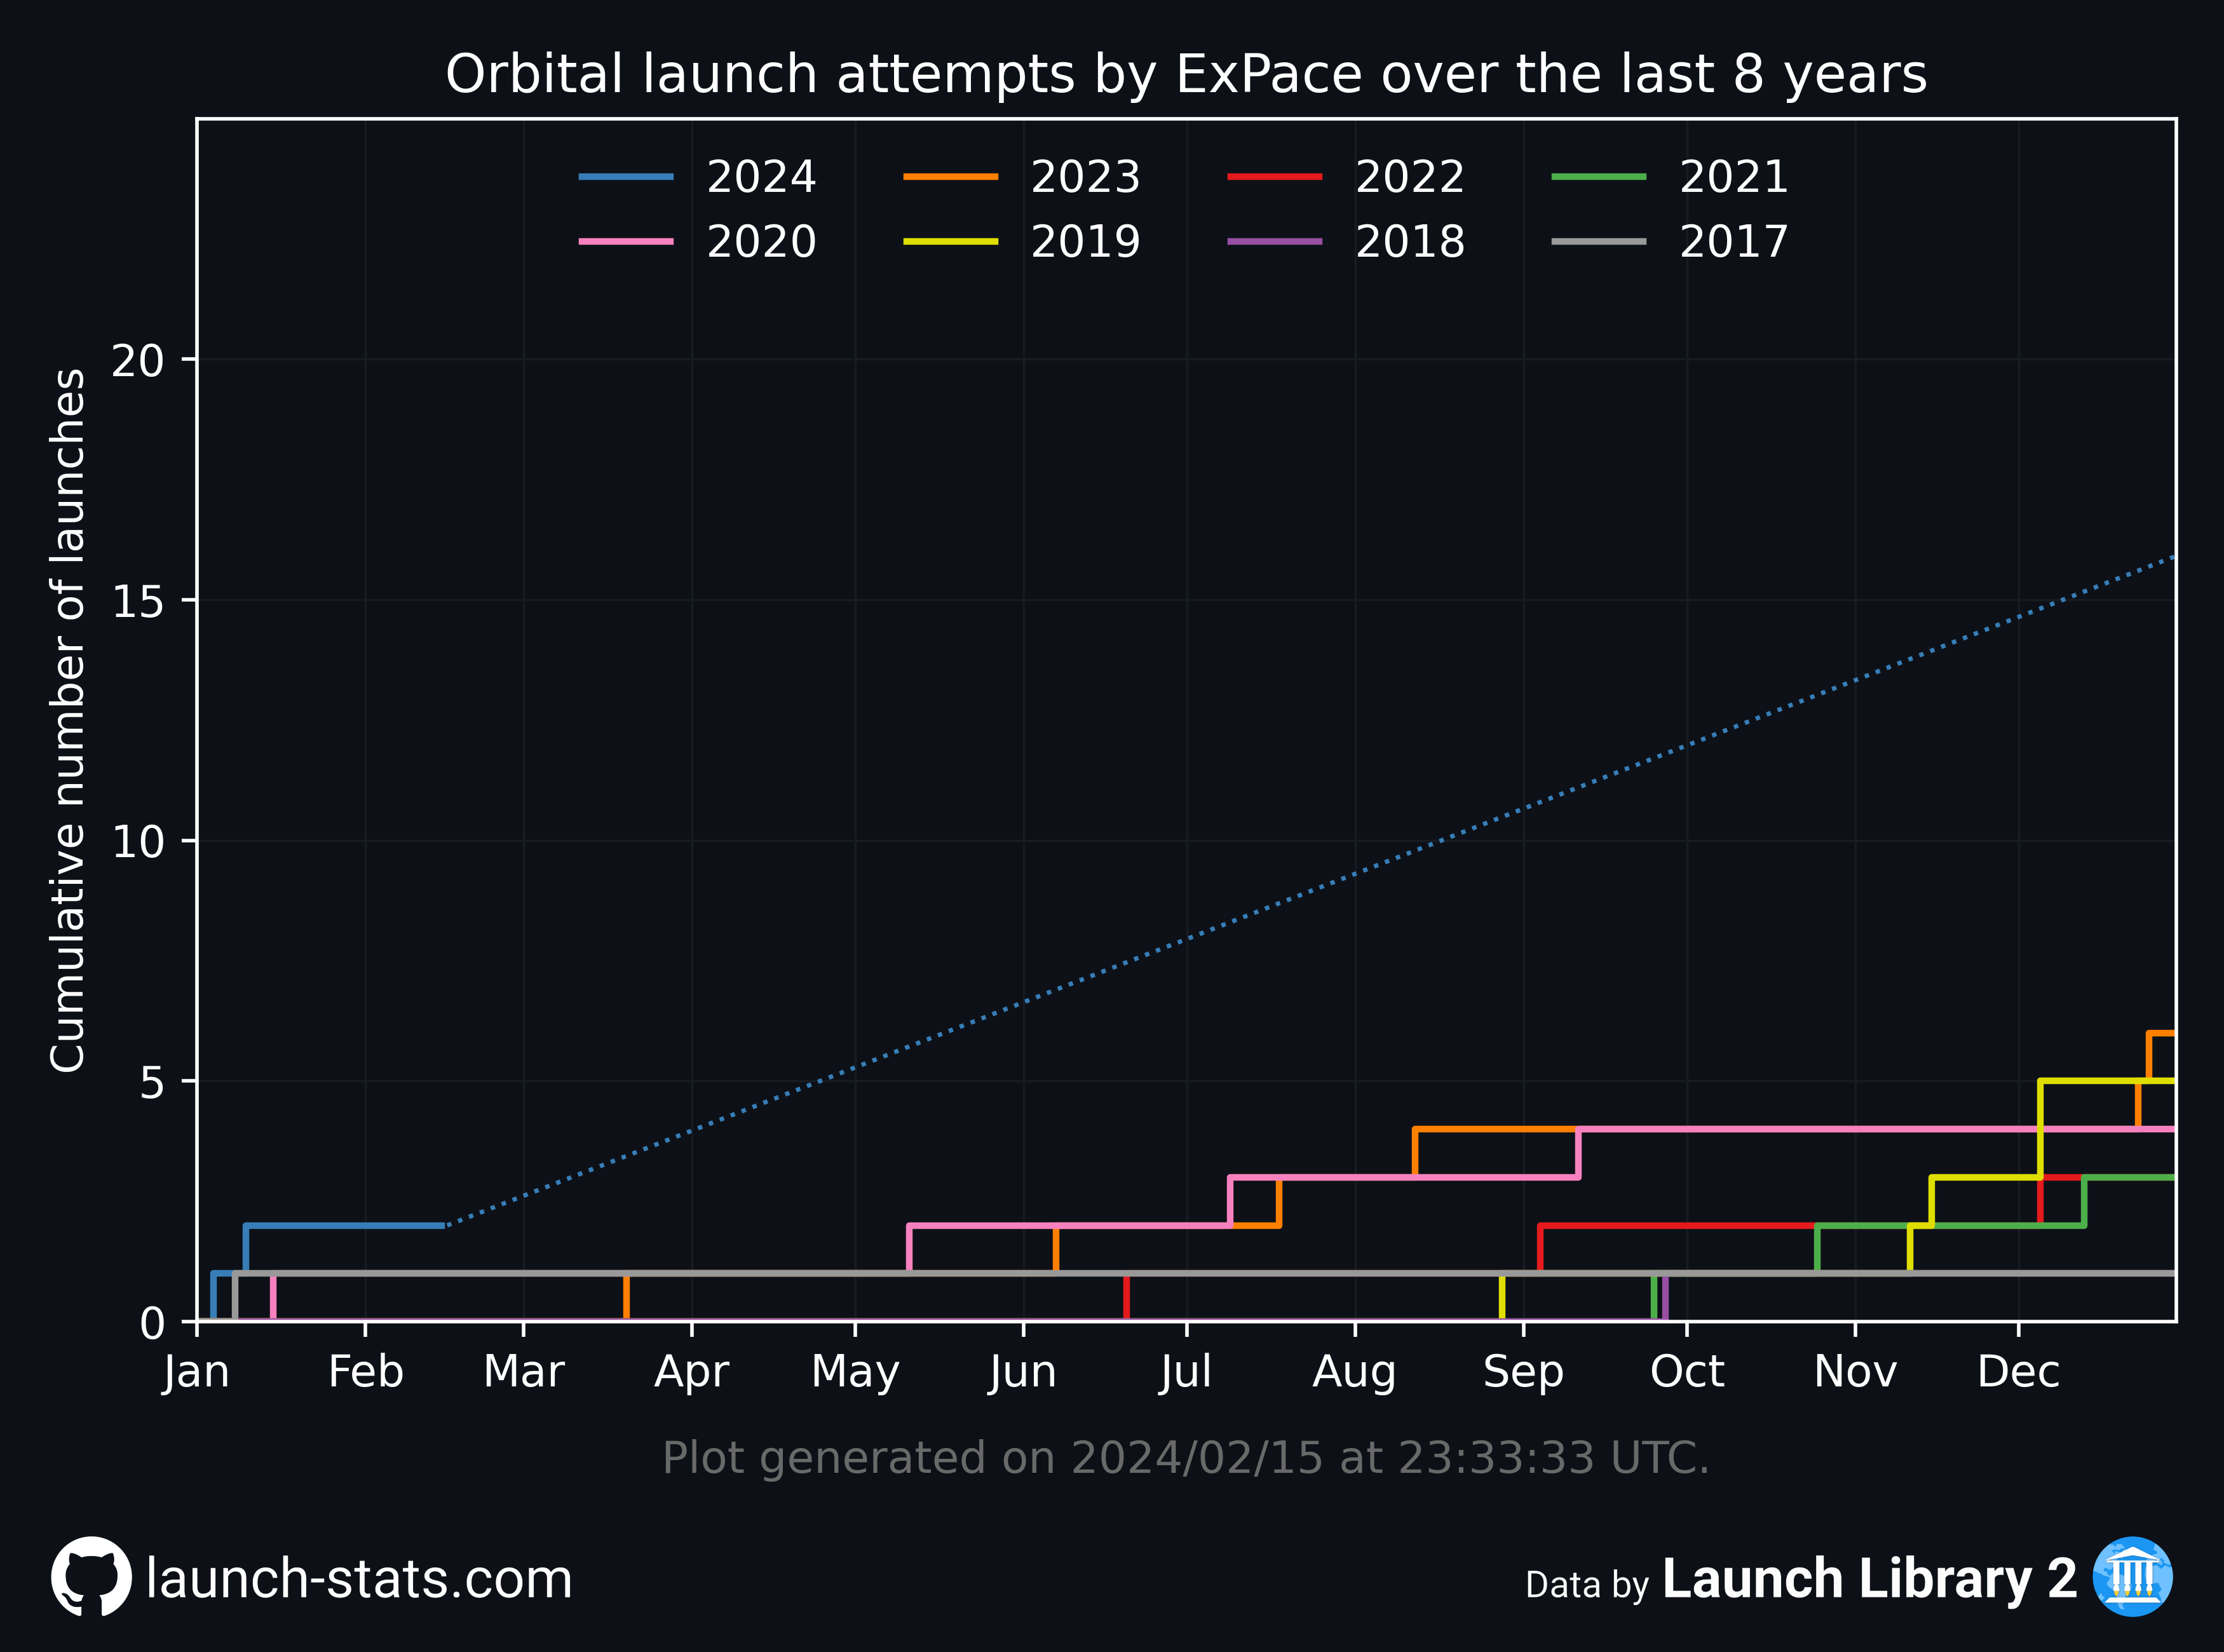 Orbital launch attempts by ExPace over the last 8 years
2024 2023 2022 2021
2020 2019 2018 2017
Cumulative number of launches
20
15
10
5
0
Jan Feb Mar Apr May Jun Jul Aug Sep Oct Nov Dec
Plot generated on 2024/02/15 at 23:33:33 UTC.
launch-stats.com
Data by Launch Library 2